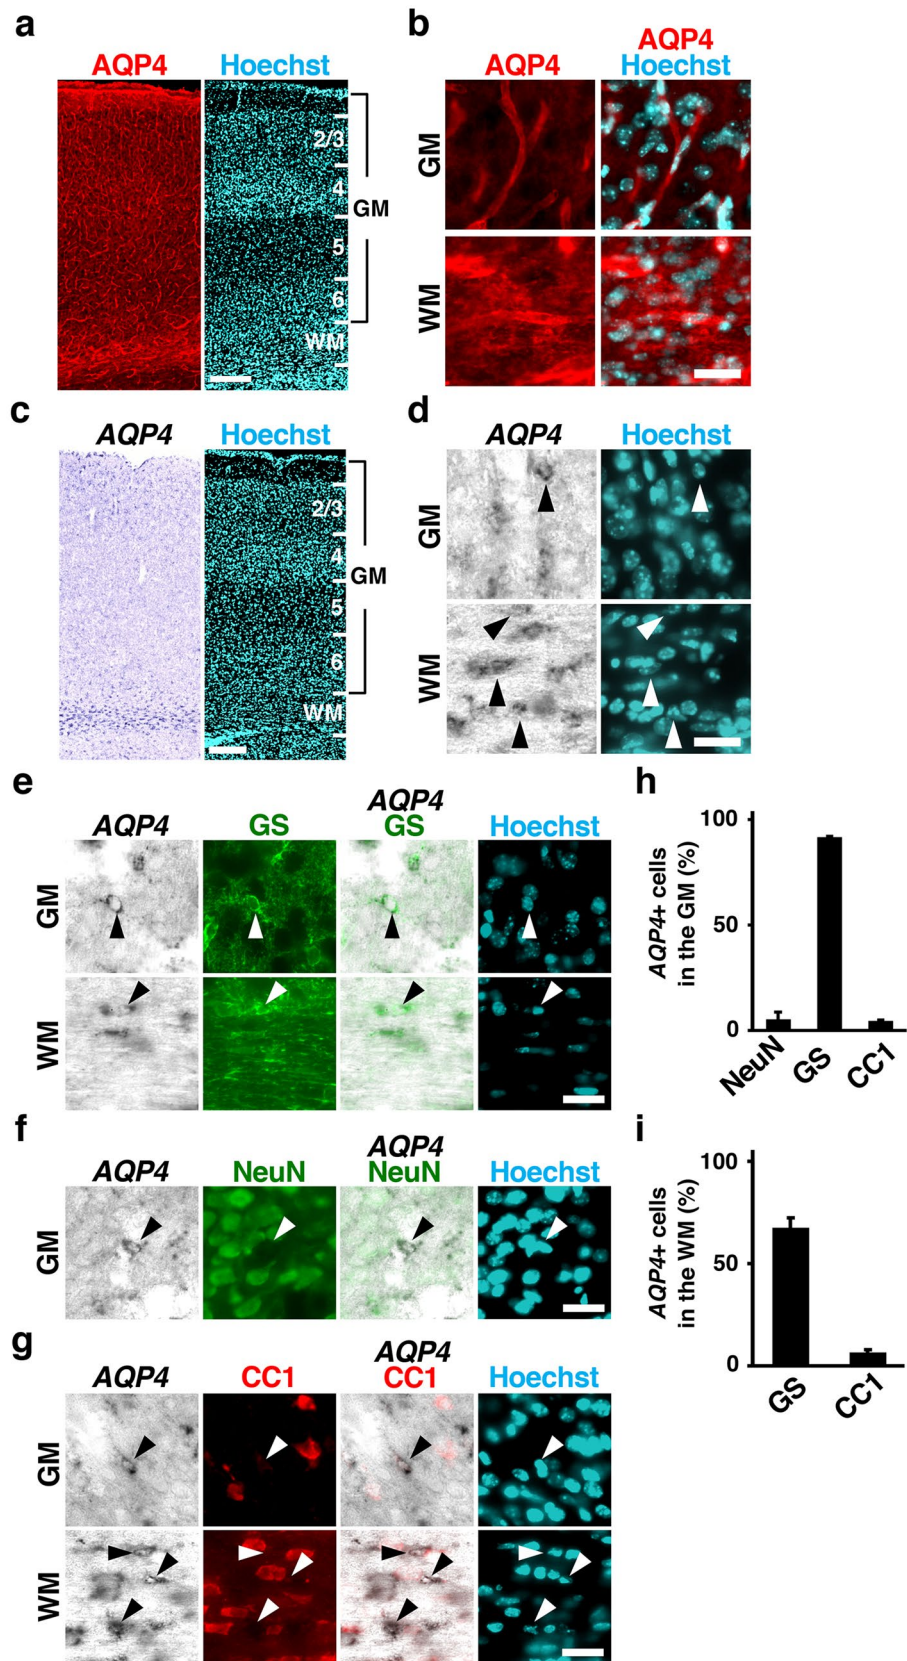 a
AQP4 Hoechst
2/3
4
GM
5
6
WM
b
AQP4
AQP4 Hoechst
GM
WM
c
AQP4 Hoechst
2/3
4
GM
5
6
WM
d
AQP4 Hoechst
GM
WM
e
AQP4 GS AQP4 GS Hoechst
GM
WM
f
AQP4 NeuN AQP4 NeuN Hoechst
GM
g
AQP4 CC1 AQP4 CC1 Hoechst
GM
WM
h
AQP4+ cells
in the GM (%)
100
50
0
NeuN GS CC1
i
AQP4+ cells
in the WM (%)
100
50
0
GS CC1